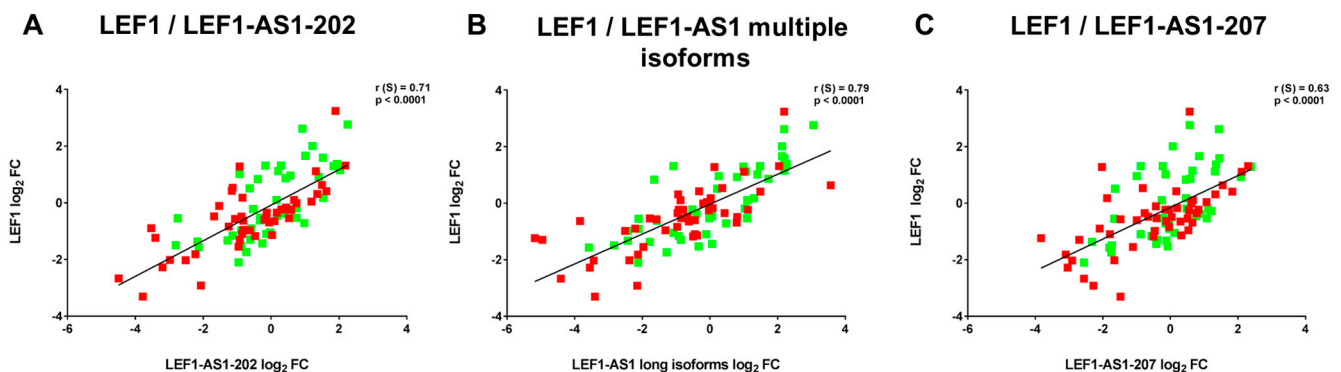 A LEF1 / LEF1-AS1-202
r (S) = 0.71
p < 0.0001
4
2
0
-2
-4
LEF1 log2 FC
-6 -4 -2 0 2 4
LEF1-AS1-202 log2 FC
B LEF1 / LEF1-AS1 multiple
isoforms
r (S) = 0.79
p < 0.0001
4
2
0
-2
-4
LEF1 log2 FC
-6 -4 -2 0 2 4
LEF1-AS1 long isoforms log2 FC
C LEF1 / LEF1-AS1-207
r (S) = 0.63
p < 0.0001
4
2
0
-2
-4
LEF1 log2 FC
-6 -4 -2 0 2 4
LEF1-AS1-207 log2 FC